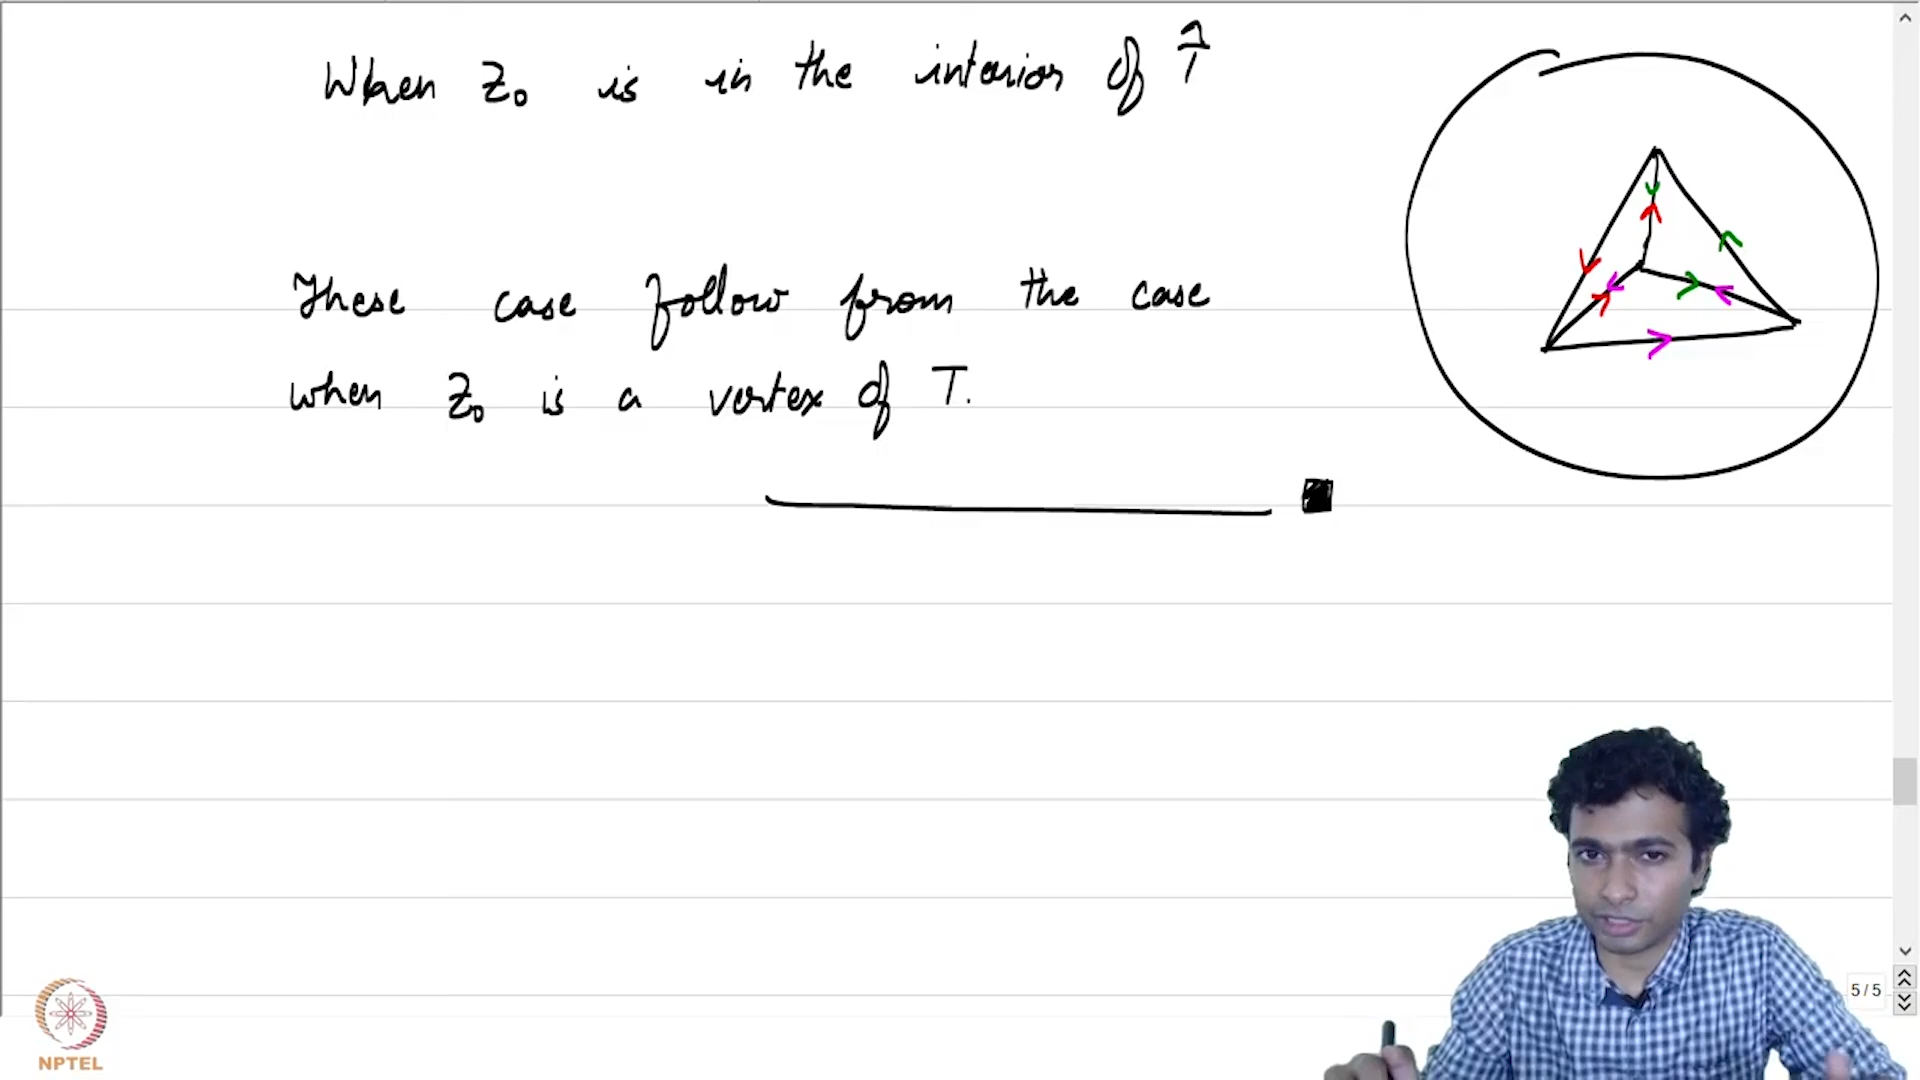 When z₀ is in the interior of T̂
These case follow from the case
when z₀ is a vertex of T.
5 / 5
NPTEL